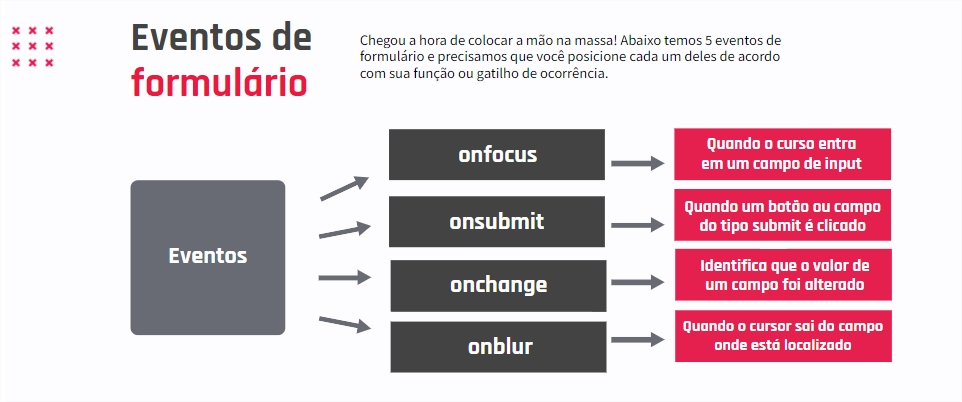 Eventos de
formulário
Chegou a hora de colocar a mão na massa! Abaixo temos 5 eventos de
formulário e precisamos que você posicione cada um deles de acordo
com sua função ou gatilho de ocorrência.
Eventos
onfocus
Quando o curso entra
em um campo de input
onsubmit
Quando um botão ou campo
do tipo submit é clicado
onchange
Identifica que o valor de
um campo foi alterado
onblur
Quando o cursor sai do campo
onde está localizado